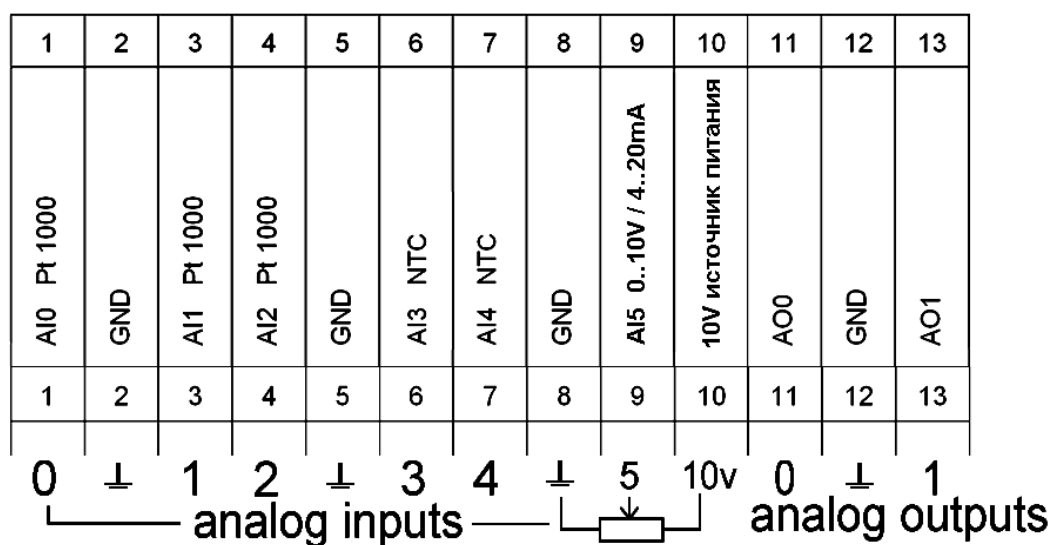 1 2 3 4 5 6 7 8 9 10 11 12 13
AI0 Pt 1000
GND
AI1 Pt 1000
AI2 Pt 1000
GND
AI3 NTC
AI4 NTC
GND
AI5 0..10V / 4..20mA
10V источник питания
AO0
GND
AO1
1 2 3 4 5 6 7 8 9 10 11 12 13
0 1 2 3 4 5 10v 0 1
analog inputs
analog outputs